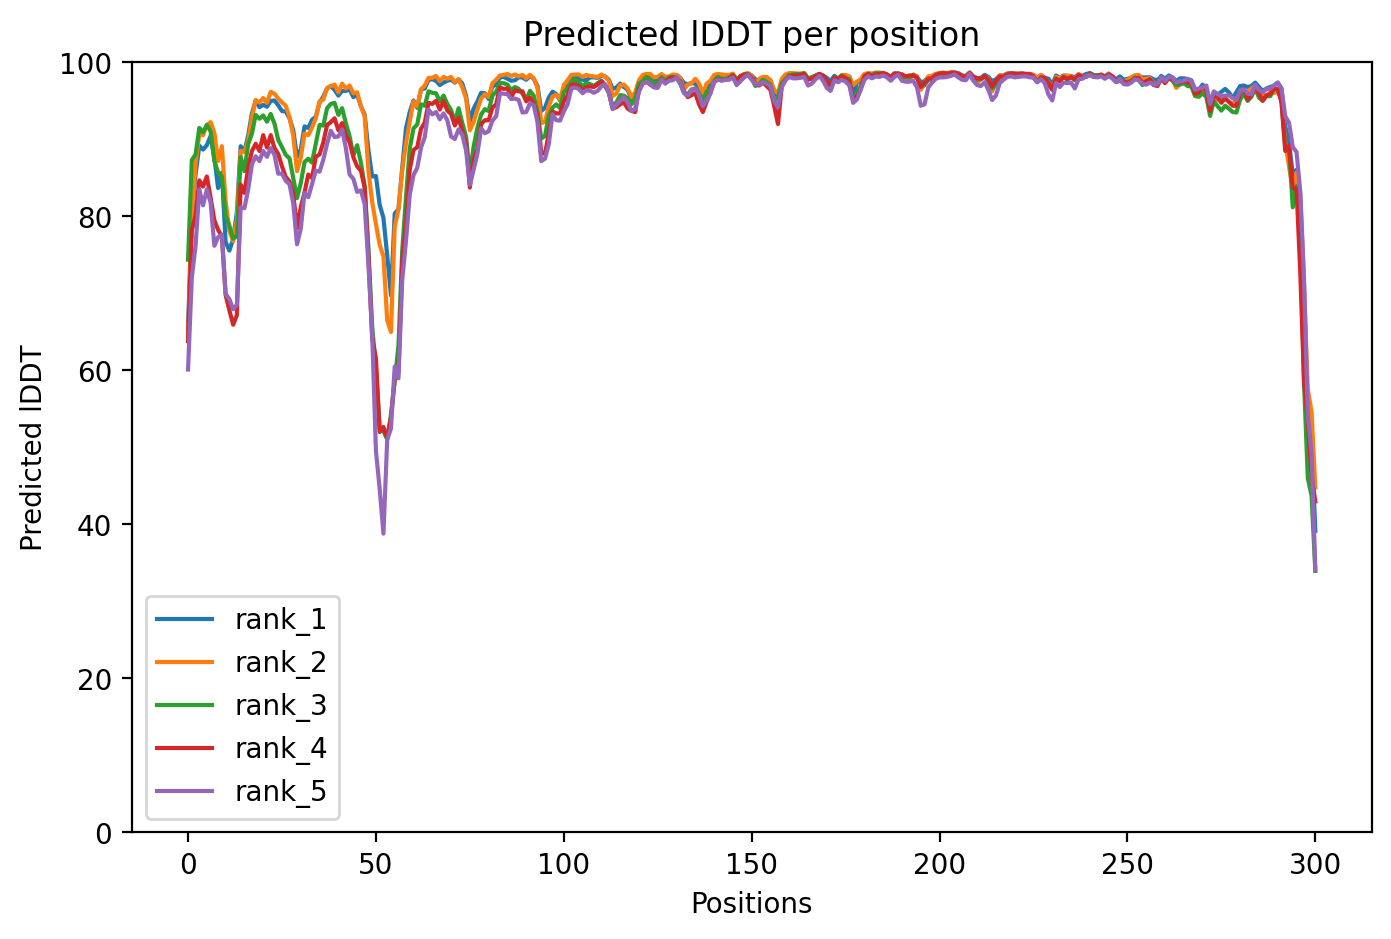 Predicted lDDT per position
100
80
60
40
20
0
Predicted lDDT
rank_1
rank_2
rank_3
rank_4
rank_5
0 50 100 150 200 250 300
Positions